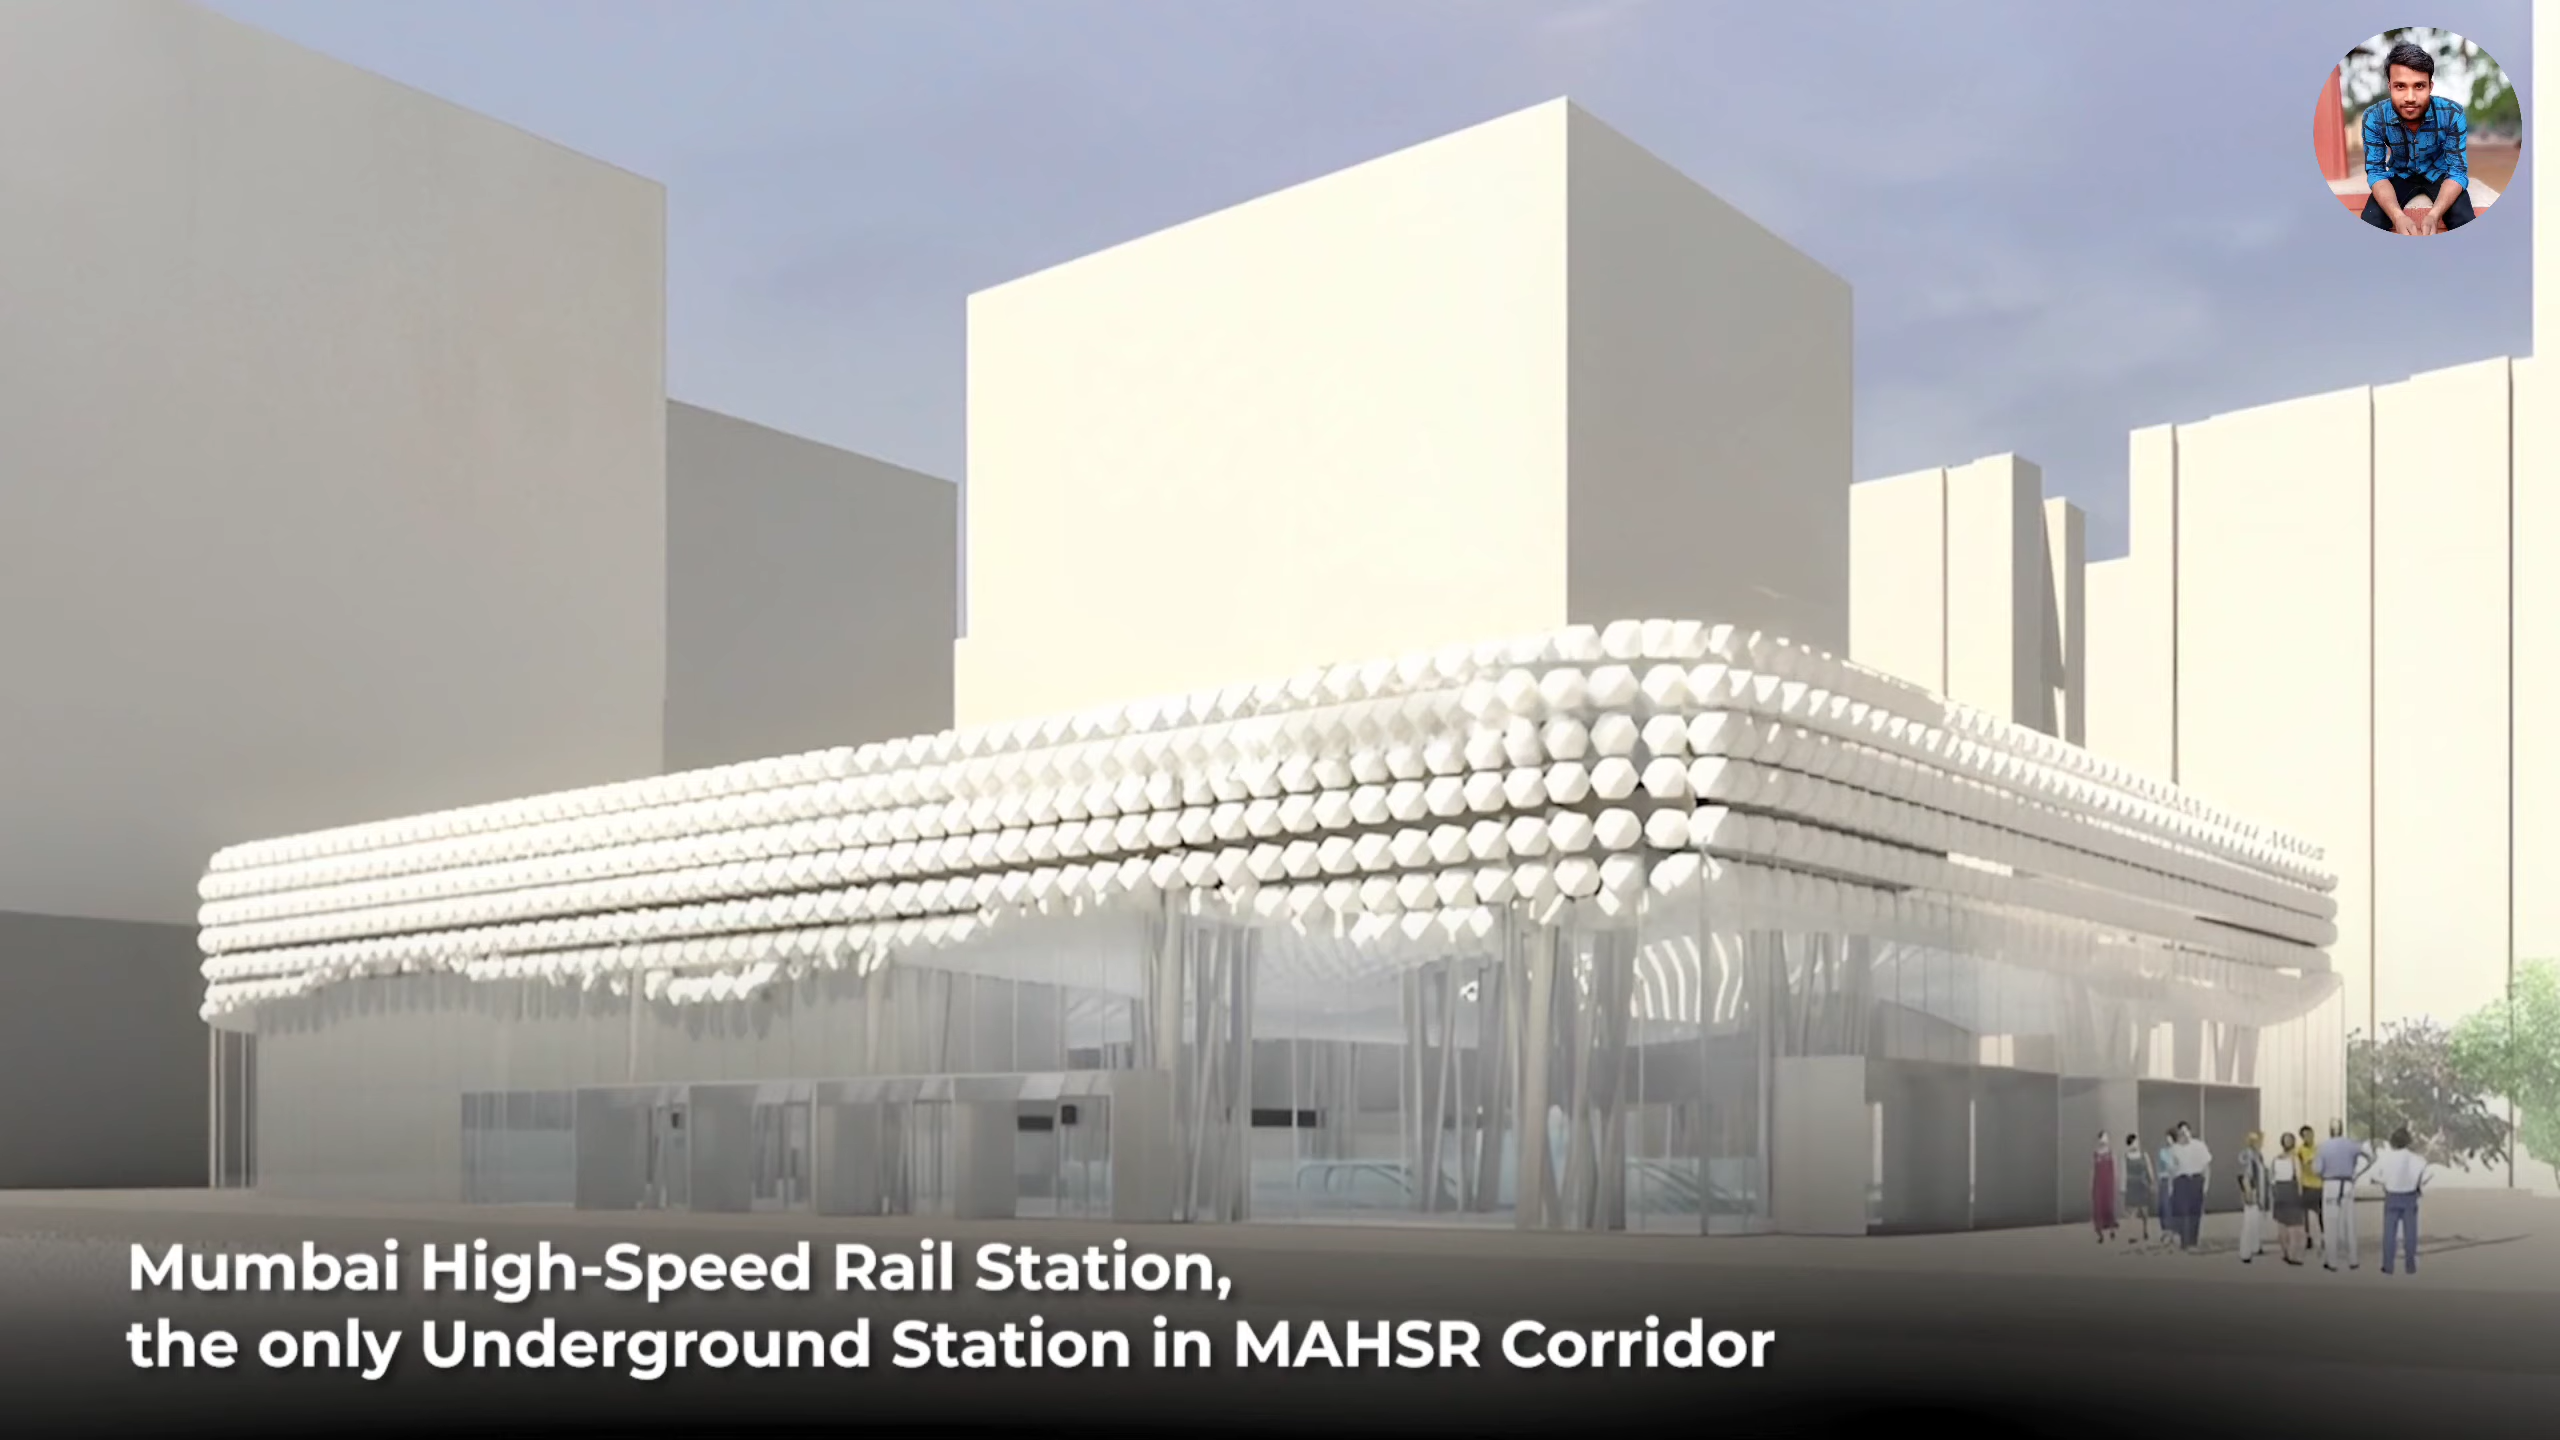 Mumbai High-Speed Rail Station,
the only Underground Station in MAHSR Corridor